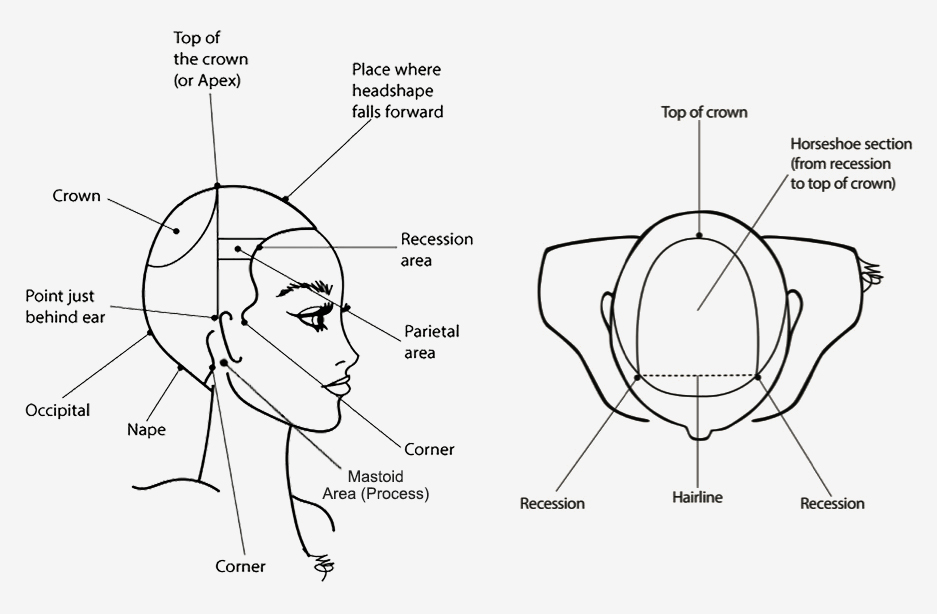 Top of
the crown
(or Apex)
Place where
headshape
falls forward
Crown
Recession
area
Point just
behind ear
Parietal
area
Occipital
Nape
Corner
Mastoid
Area (Process)
Corner
Top of crown
Horseshoe section
(from recession
to top of crown)
Recession
Hairline
Recession